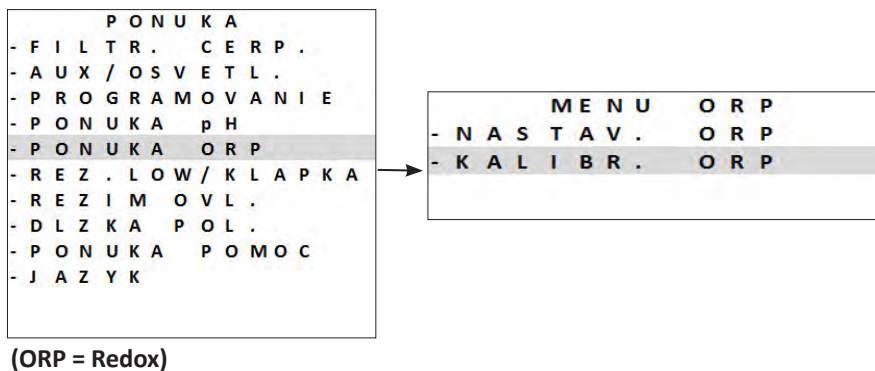 PONUKA
- FILTR. CERP.
- AUX/OSVETL.
- PROGRAMOVANIE
- PONUKA pH
- PONUKA ORP
- REZ.LOW/KLAPKA
- REZIM OVL.
- DLZKA POL.
- PONUKA POMOC
- JAZYK
MENU ORP
- NASTAV. ORP
- KALIBR. ORP
(ORP = Redox)